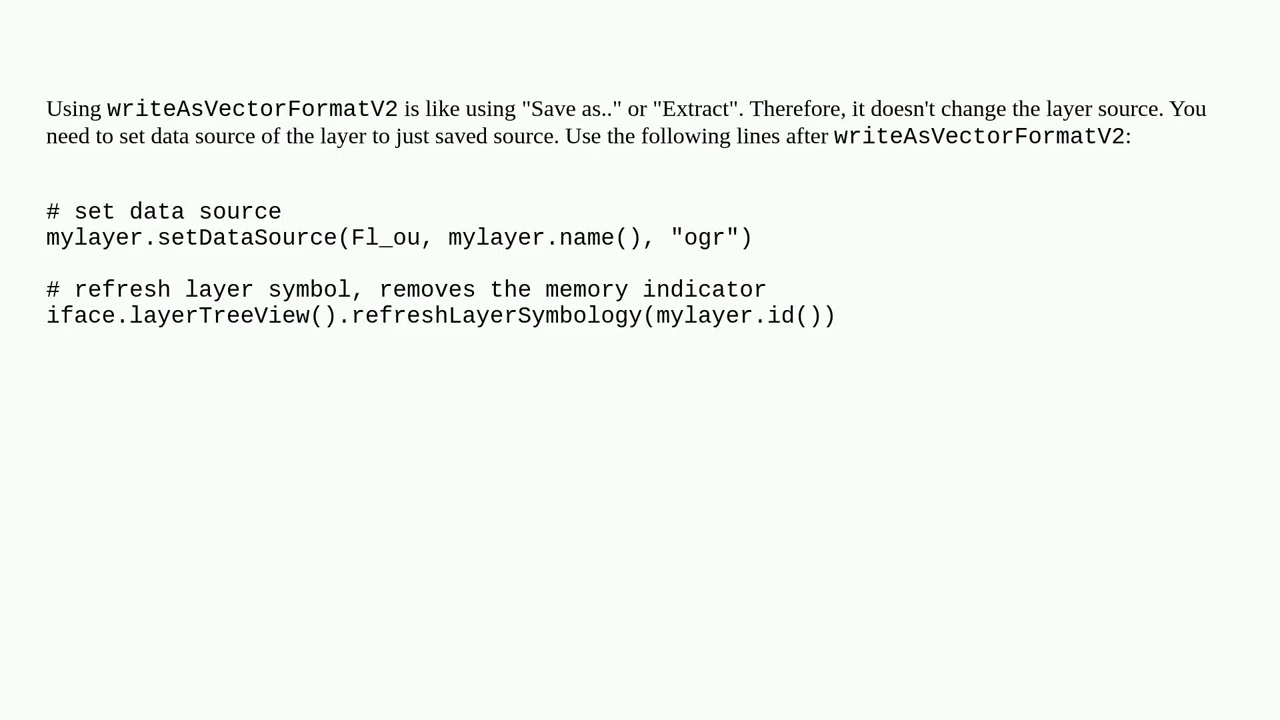 Using writeAsVectorFormatV2 is like using "Save as.." or "Extract". Therefore, it doesn't change the layer source. You
need to set data source of the layer to just saved source. Use the following lines after writeAsVectorFormatV2:
# set data source
mylayer.setDataSource(Fl_ou, mylayer.name(), "ogr")
# refresh layer symbol, removes the memory indicator
iface.layerTreeView().refreshLayerSymbology(mylayer.id())